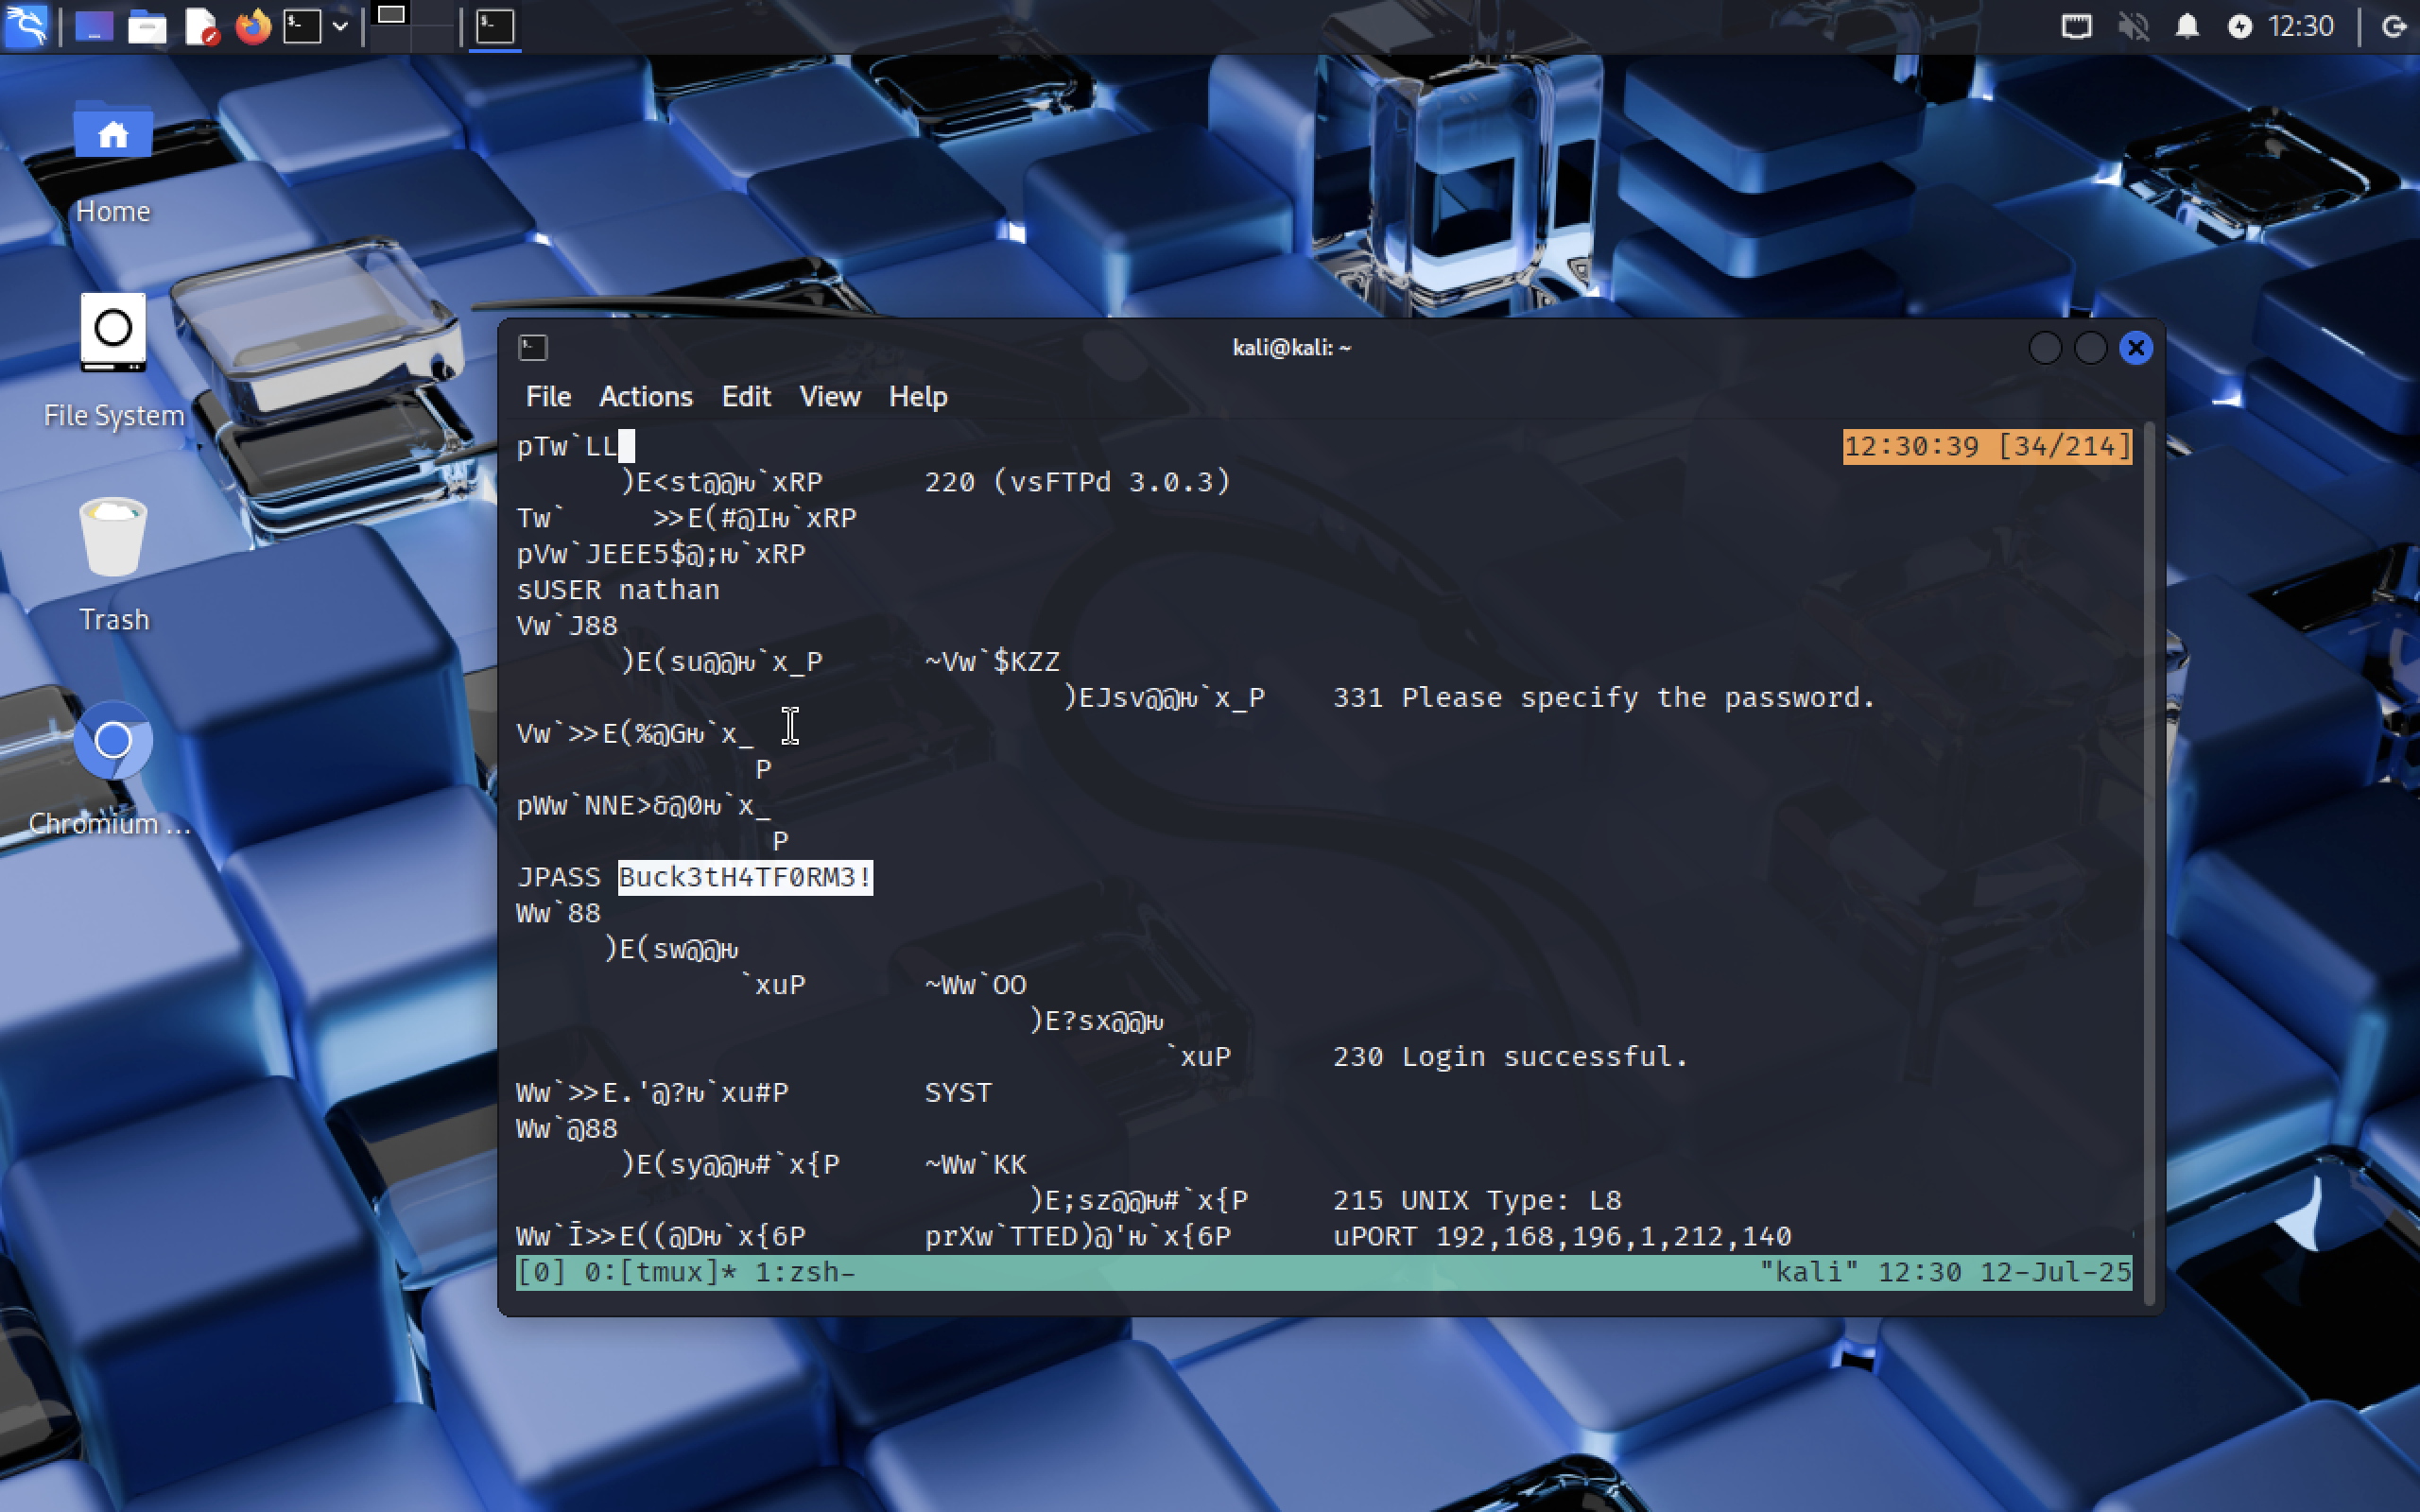 12:30
Home
File System
Trash
Chromium ...
kali@kali: ~
File Actions Edit View Help
pTw`LL 12:30:39 [34/214]
)E<st@@ԋ`xRP 220 (vsFTPd 3.0.3)
Tw` >>E(#@Iԋ`xRP
pVw`JEEE5$@;ԋ`xRP
sUSER nathan
Vw`J88
)E(su@@ԋ`x_P ~Vw`$KZZ
)EJsv@@ԋ`x_P 331 Please specify the password.
Vw`>>E(%@Gԋ`x_
P
pWw`NNE>&@0ԋ`x_
P
JPASS Buck3tH4TF0RM3!
Ww`88
)E(sw@@ԋ
`xuP ~Ww`OO
)E?sx@@ԋ
`xuP 230 Login successful.
Ww`>>E.'@?ԋ`xu#P SYST
Ww`@88
)E(sy@@ԋ#`x{P ~Ww`KK
)E;sz@@ԋ#`x{P 215 UNIX Type: L8
Ww`Ī>>E((@Dԋ`x{6P prXw`TTED)@'ԋ`x{6P uPORT 192,168,196,1,212,140
[0] 0:[tmux]* 1:zsh- "kali" 12:30 12-Jul-25